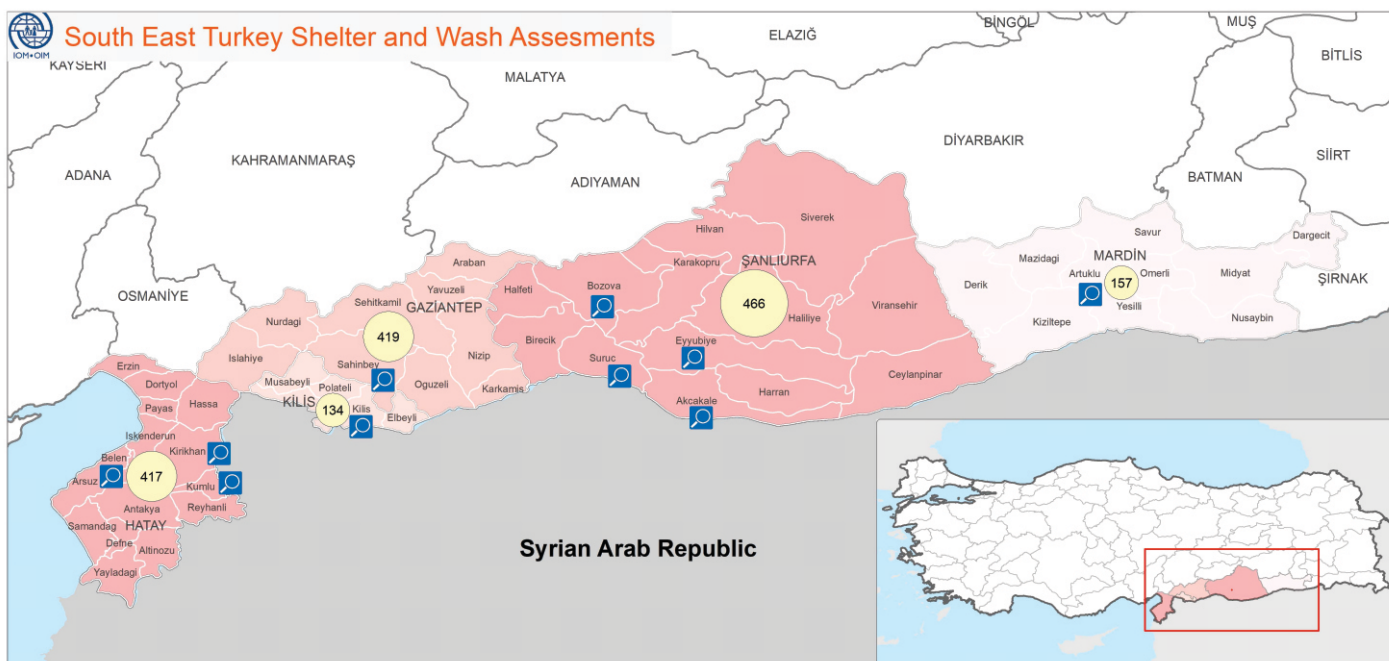 IOM•OIM
South East Turkey Shelter and Wash Assesments
KAYSERİ
MALATYA
ELAZIĞ
BİNGÖL
MUŞ
BİTLİS
ADANA
KAHRAMANMARAŞ
ADIYAMAN
DİYARBAKIR
BATMAN
SİİRT
OSMANİYE
ŞIRNAK
Siverek
Hilvan
Karakopru
ŞANLIURFA
466
Bozova
Halfeti
Haliliye
Viransehir
Birecik
Suruc
Eyyubiye
Akcakale
Harran
Ceylanpinar
Savur
Dargecit
Mazidagi
MARDİN
Derik
Artuklu
157
Omerli
Midyat
Kiziltepe
Yesilli
Nusaybin
Araban
Yavuzeli
Sehitkamil
GAZİANTEP
419
Nurdagi
Islahiye
Sahinbey
Nizip
Oguzeli
Karkamis
Musabeyli
Polateli
KİLİS
134
Kilis
Elbeyli
Erzin
Dortyol
Payas
Hassa
Iskenderun
Kirikhan
Belen
417
Arsuz
Kumlu
Antakya
Reyhanli
Samandag
HATAY
Defne
Altinozu
Yayladagi
Syrian Arab Republic